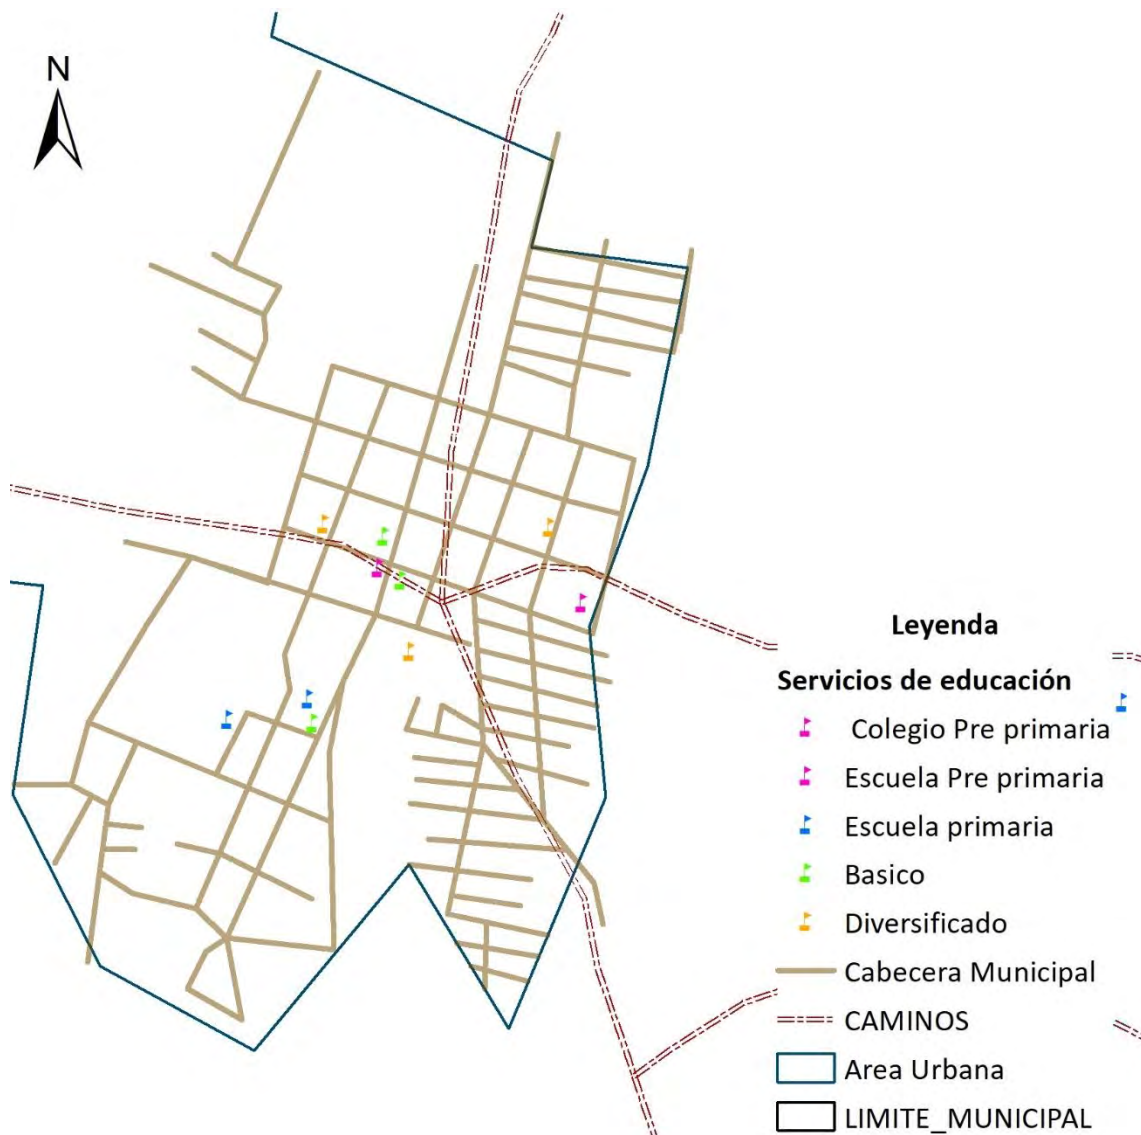 N
Leyenda
Servicios de educación
Colegio Pre primaria
Escuela Pre primaria
Escuela primaria
Basico
Diversificado
Cabecera Municipal
CAMINOS
Area Urbana
LIMITE_MUNICIPAL